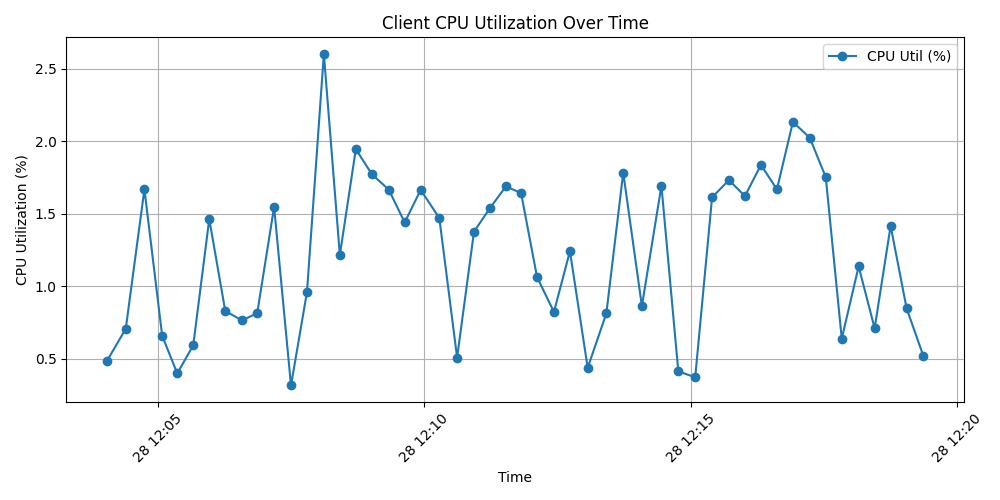 Client CPU Utilization Over Time
CPU Util (%)
CPU Utilization (%)
2.5
2.0
1.5
1.0
0.5
28 12:05
28 12:10
28 12:15
28 12:20
Time